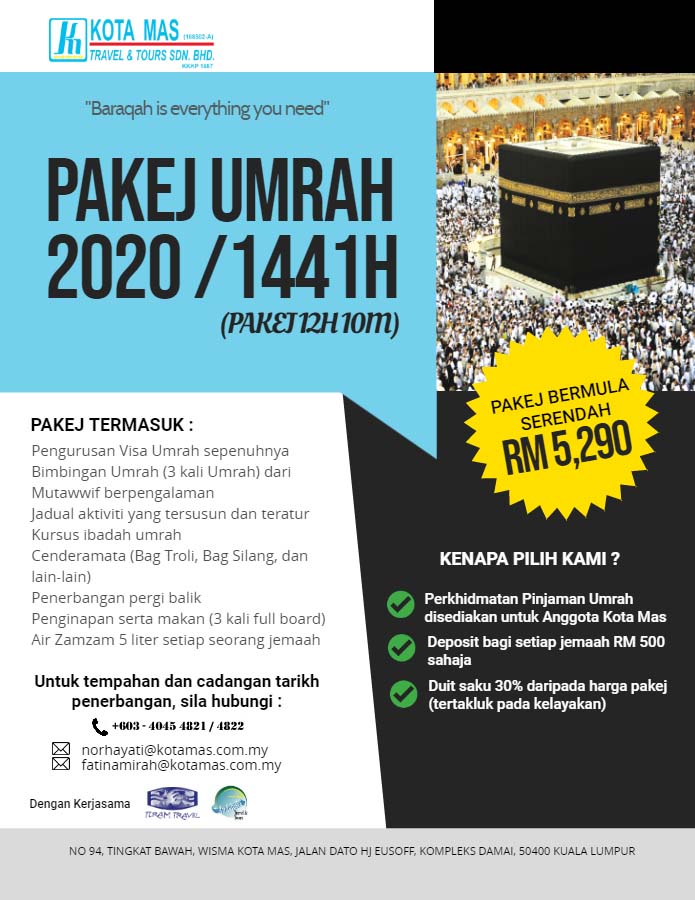 Km
KOTA MAS (168502-A)
TRAVEL & TOURS SDN. BHD.
KKKP 1887
"Baraqah is everything you need"
PAKEJ UMRAH
2020 /1441H
(PAKEJ 12H 10M)
PAKEJ BERMULA
SERENDAH
RM 5,290
PAKEJ TERMASUK :
Pengurusan Visa Umrah sepenuhnya
Bimbingan Umrah (3 kali Umrah) dari
Mutawwif berpengalaman
Jadual aktiviti yang tersusun dan teratur
Kursus ibadah umrah
Cenderamata (Bag Troli, Bag Silang, dan
lain-lain)
Penerbangan pergi balik
Penginapan serta makan (3 kali full board)
Air Zamzam 5 liter setiap seorang jemaah
Untuk tempahan dan cadangan tarikh
penerbangan, sila hubungi :
+603 - 4045 4821 / 4822
norhayati@kotamas.com.my
fatinamirah@kotamas.com.my
Dengan Kerjasama
TIRAM TRAVEL
KENAPA PILIH KAMI ?
Perkhidmatan Pinjaman Umrah
disediakan untuk Anggota Kota Mas
Deposit bagi setiap jemaah RM 500
sahaja
Duit saku 30% daripada harga pakej
(tertakluk pada kelayakan)
NO 94, TINGKAT BAWAH, WISMA KOTA MAS, JALAN DATO HJ EUSOFF, KOMPLEKS DAMAI, 50400 KUALA LUMPUR